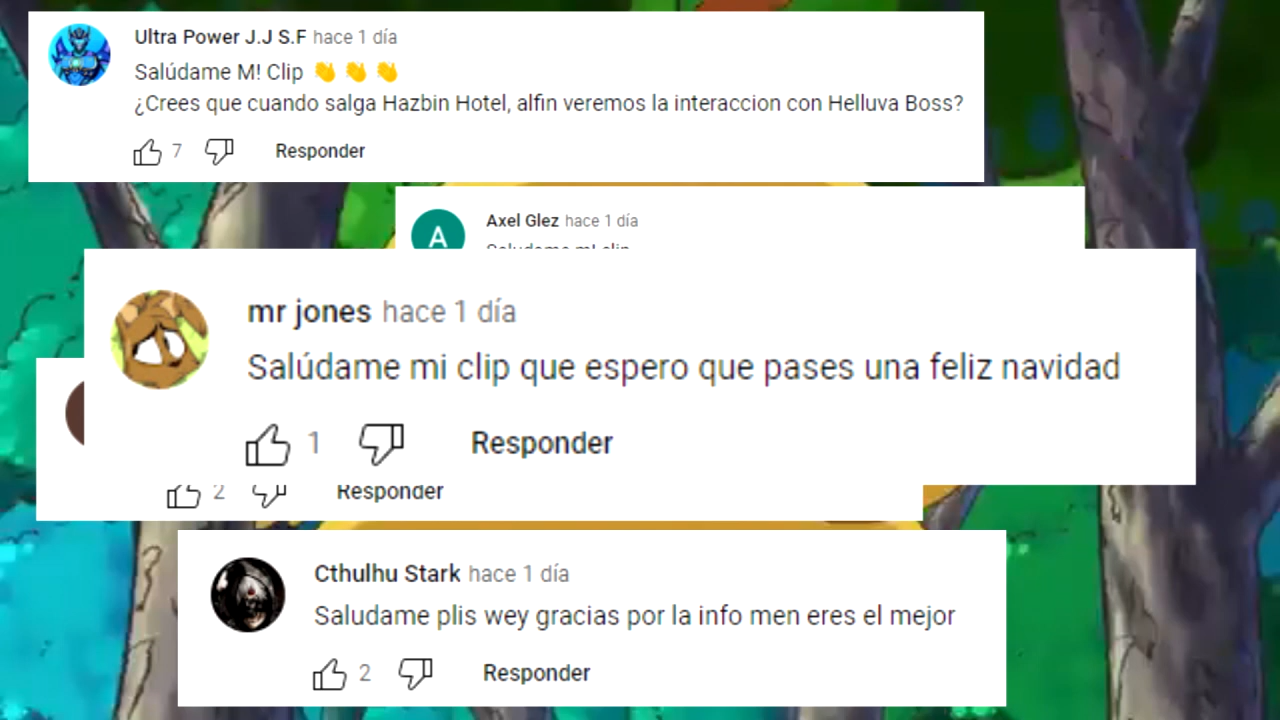 Ultra Power J.J S.F hace 1 día
Salúdame M! Clip 👏 👏 👏
¿Crees que cuando salga Hazbin Hotel, alfin veremos la interaccion con Helluva Boss?
7 Responder
A Axel Glez hace 1 día
Saludame m! clip
mr jones hace 1 día
Salúdame mi clip que espero que pases una feliz navidad
1 Responder
2 Responder
Cthulhu Stark hace 1 día
Saludame plis wey gracias por la info men eres el mejor
2 Responder